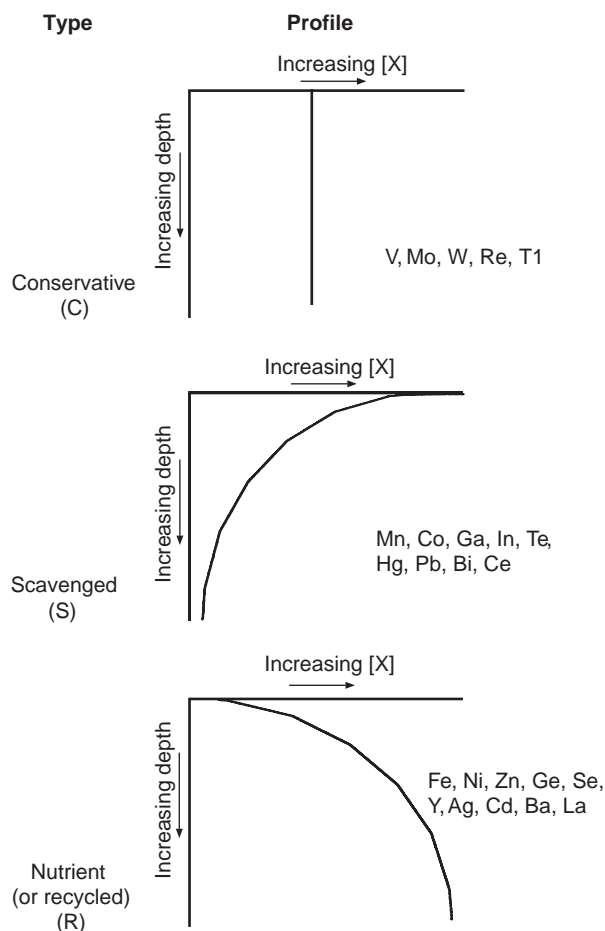 Type Profile
Increasing [X]
Increasing depth
V, Mo, W, Re, T1
Conservative
(C)
Increasing [X]
Increasing depth
Mn, Co, Ga, In, Te,
Hg, Pb, Bi, Ce
Scavenged
(S)
Increasing [X]
Increasing depth
Fe, Ni, Zn, Ge, Se,
Y, Ag, Cd, Ba, La
Nutrient
(or recycled)
(R)